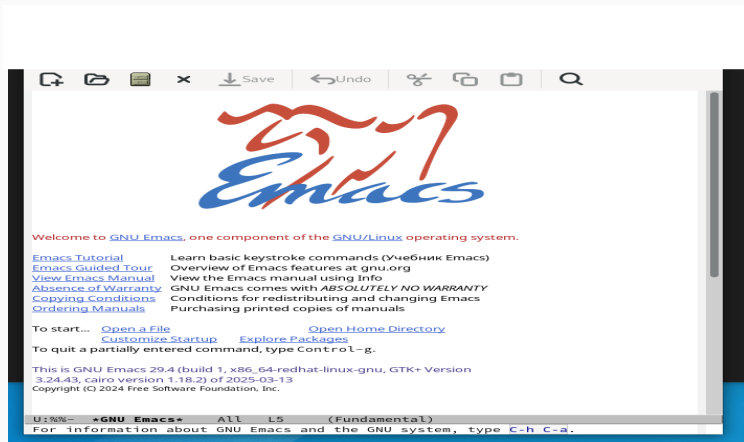 Save Undo
Emacs
Welcome to GNU Emacs, one component of the GNU/Linux operating system.
Emacs Tutorial Learn basic keystroke commands (Учебник Emacs)
Emacs Guided Tour Overview of Emacs features at gnu.org
View Emacs Manual View the Emacs manual using Info
Absence of Warranty GNU Emacs comes with ABSOLUTELY NO WARRANTY
Copying Conditions Conditions for redistributing and changing Emacs
Ordering Manuals Purchasing printed copies of manuals
To start... Open a File Open Home Directory
Customize Startup Explore Packages
To quit a partially entered command, type Control-g.
This is GNU Emacs 29.4 (build 1, x86_64-redhat-linux-gnu, GTK+ Version
3.24.43, cairo version 1.18.2) of 2025-03-13
Copyright (C) 2024 Free Software Foundation, Inc.
U:%%- *GNU Emacs* All L5 (Fundamental)
For information about GNU Emacs and the GNU system, type C-h C-a.